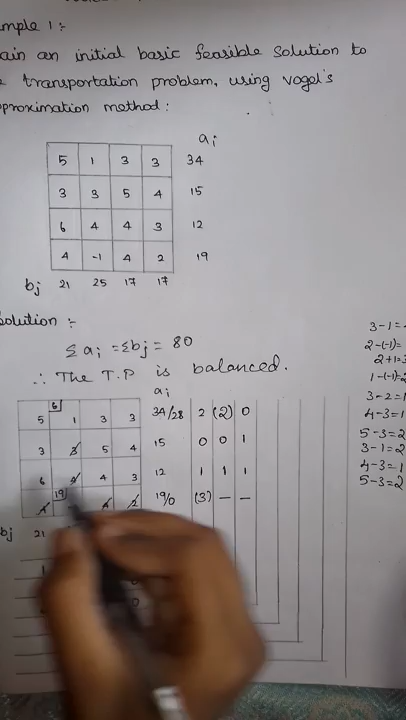 mple 1 :-
ain an initial basic feasible solution to
transportation problem, using vogel's
proximation method :
ai
5 1 3 3 34
3 3 5 4 15
6 4 4 3 12
4 -1 4 2 19
bj 21 25 17 17
Solution :-
Σai = Σbj = 80
∴ The T.P is balanced.
ai
6
5 1 3 3 34/28 2 (2) 0
3 3 5 4 15 0 0 1
6 4 4 3 12 1 1 1
19
4 4 2 19/0 (3) — —
bj 21
3-1=
2-(-1)=
2+1=3
1-(-1)=2
3-2=1
4-3=1
5-3=2
3-1=2
4-3=1
5-3=2